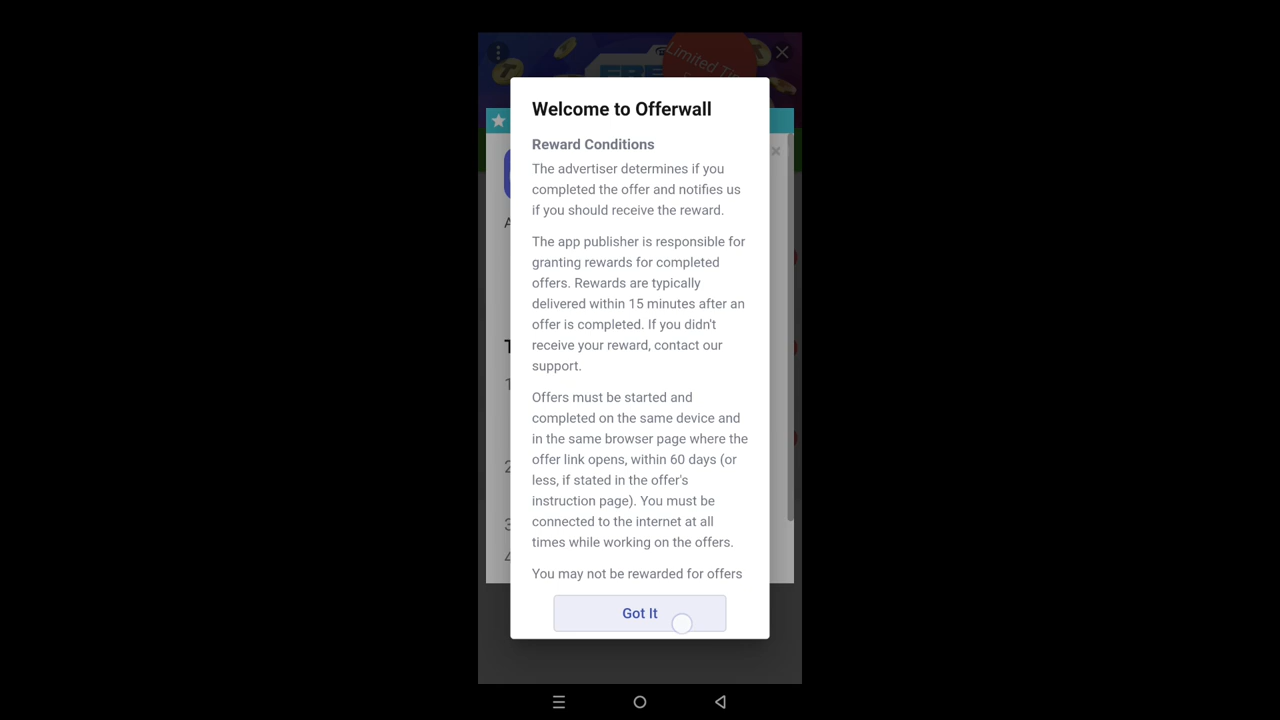 Limited Ti
FRE
Welcome to Offerwall
Reward Conditions
The advertiser determines if you
completed the offer and notifies us
if you should receive the reward.
The app publisher is responsible for
granting rewards for completed
offers. Rewards are typically
delivered within 15 minutes after an
offer is completed. If you didn't
receive your reward, contact our
support.
Offers must be started and
completed on the same device and
in the same browser page where the
offer link opens, within 60 days (or
less, if stated in the offer's
instruction page). You must be
connected to the internet at all
times while working on the offers.
You may not be rewarded for offers
Got It